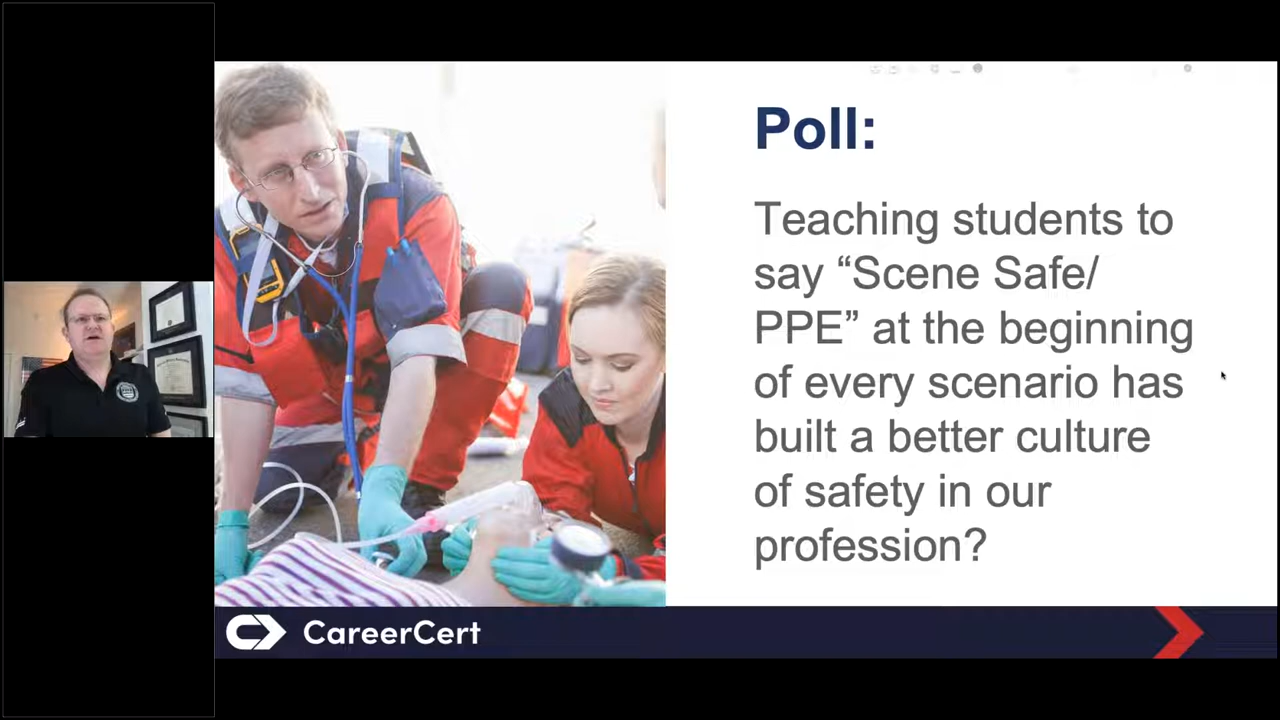 Poll:
Teaching students to
say “Scene Safe/
PPE” at the beginning
of every scenario has
built a better culture
of safety in our
profession?
CareerCert